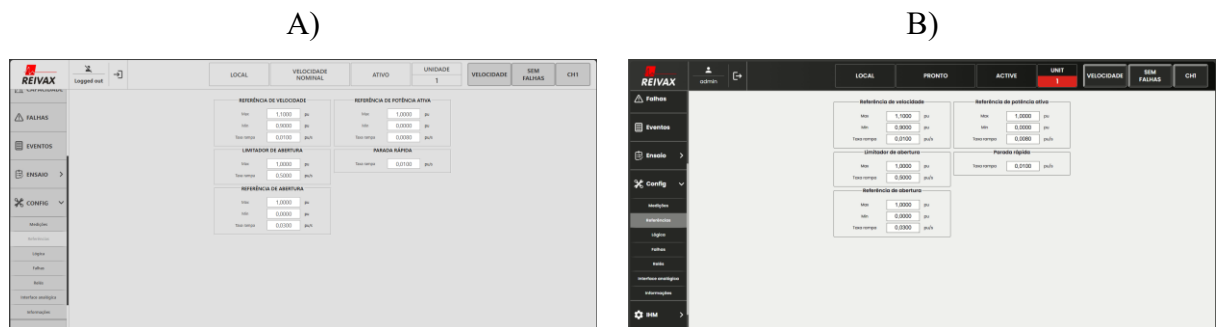 A)
B)
REIVAX
Logged out
LOCAL
VELOCIDADE NOMINAL
ATIVO
UNIDADE
1
VELOCIDADE
SEM FALHAS
CH1
CAPACIDADE
FALHAS
EVENTOS
ENSAIO
CONFIG
Medições
Referências
Lógica
Falhas
Relés
Interface analógica
Informações
REFERÊNCIA DE VELOCIDADE
Max 1,1000 pu
Min 0,9000 pu
Taxa rampa 0,0100 pu/s
LIMITADOR DE ABERTURA
Max 1,0000 pu
Taxa rampa 0,5000 pu/s
REFERÊNCIA DE ABERTURA
Max 1,0000 pu
Min 0,0000 pu
Taxa rampa 0,0300 pu/s
REFERÊNCIA DE POTÊNCIA ATIVA
Max 1,0000 pu
Min 0,0000 pu
Taxa rampa 0,0080 pu/s
PARADA RÁPIDA
Taxa rampa 0,0100 pu/s
REIVAX
admin
LOCAL
PRONTO
ACTIVE
UNIT
1
VELOCIDADE
SEM FALHAS
CH1
Falhas
Eventos
Ensaio
Config
Medições
Referências
Lógica
Falhas
Relés
Interface analógica
Informações
IHM
Referência de velocidade
Max 1,1000 pu
Min 0,9000 pu
Taxa rampa 0,0100 pu/s
Limitador de abertura
Max 1,0000 pu
Taxa rampa 0,5000 pu/s
Referência de abertura
Max 1,0000 pu
Min 0,0000 pu
Taxa rampa 0,0300 pu/s
Referência de potência ativa
Max 1,0000 pu
Min 0,0000 pu
Taxa rampa 0,0080 pu/s
Parada rápida
Taxa rampa 0,0100 pu/s